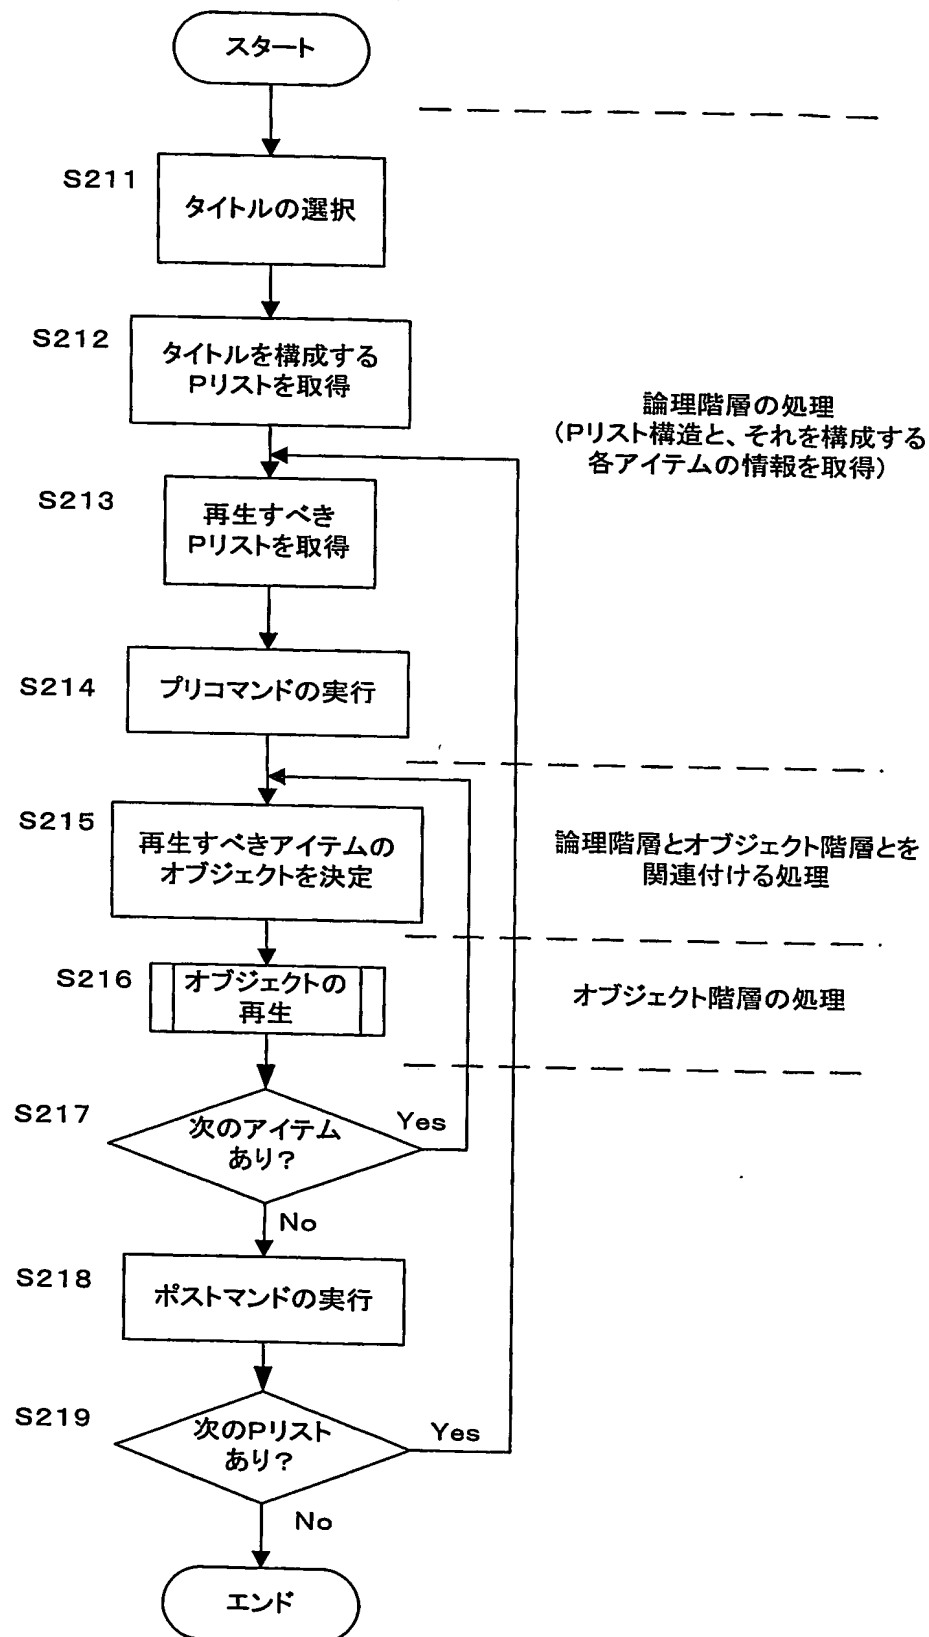 スタート
S211
タイトルの選択
S212
タイトルを構成する
Pリストを取得
論理階層の処理
(Pリスト構造と、それを構成する
各アイテムの情報を取得)
S213
再生すべき
Pリストを取得
S214
プリコマンドの実行
S215
再生すべきアイテムの
オブジェクトを決定
論理階層とオブジェクト階層とを
関連付ける処理
S216
オブジェクトの
再生
オブジェクト階層の処理
S217
次のアイテム
あり?
Yes
No
S218
ポストマンドの実行
S219
次のPリスト
あり?
Yes
No
エンド